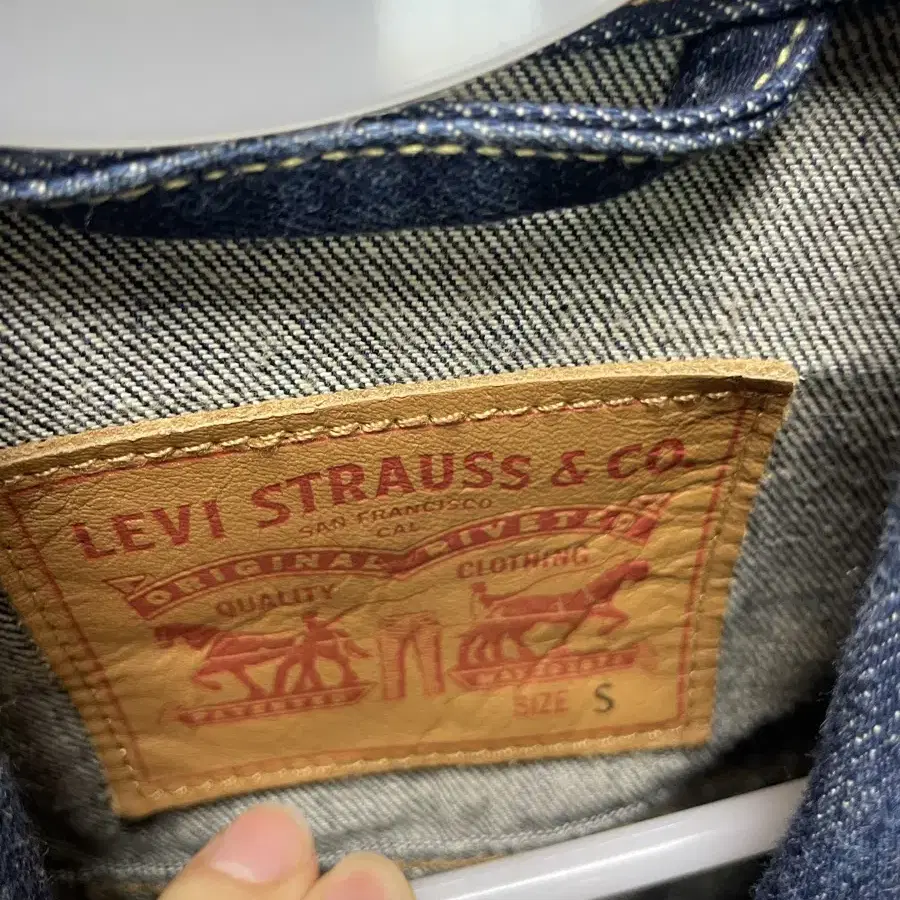 LEVI STRAUSS & CO.
SAN FRANCISCO
CAL
ORIGINAL RIVETED
QUALITY CLOTHING
SIZE S